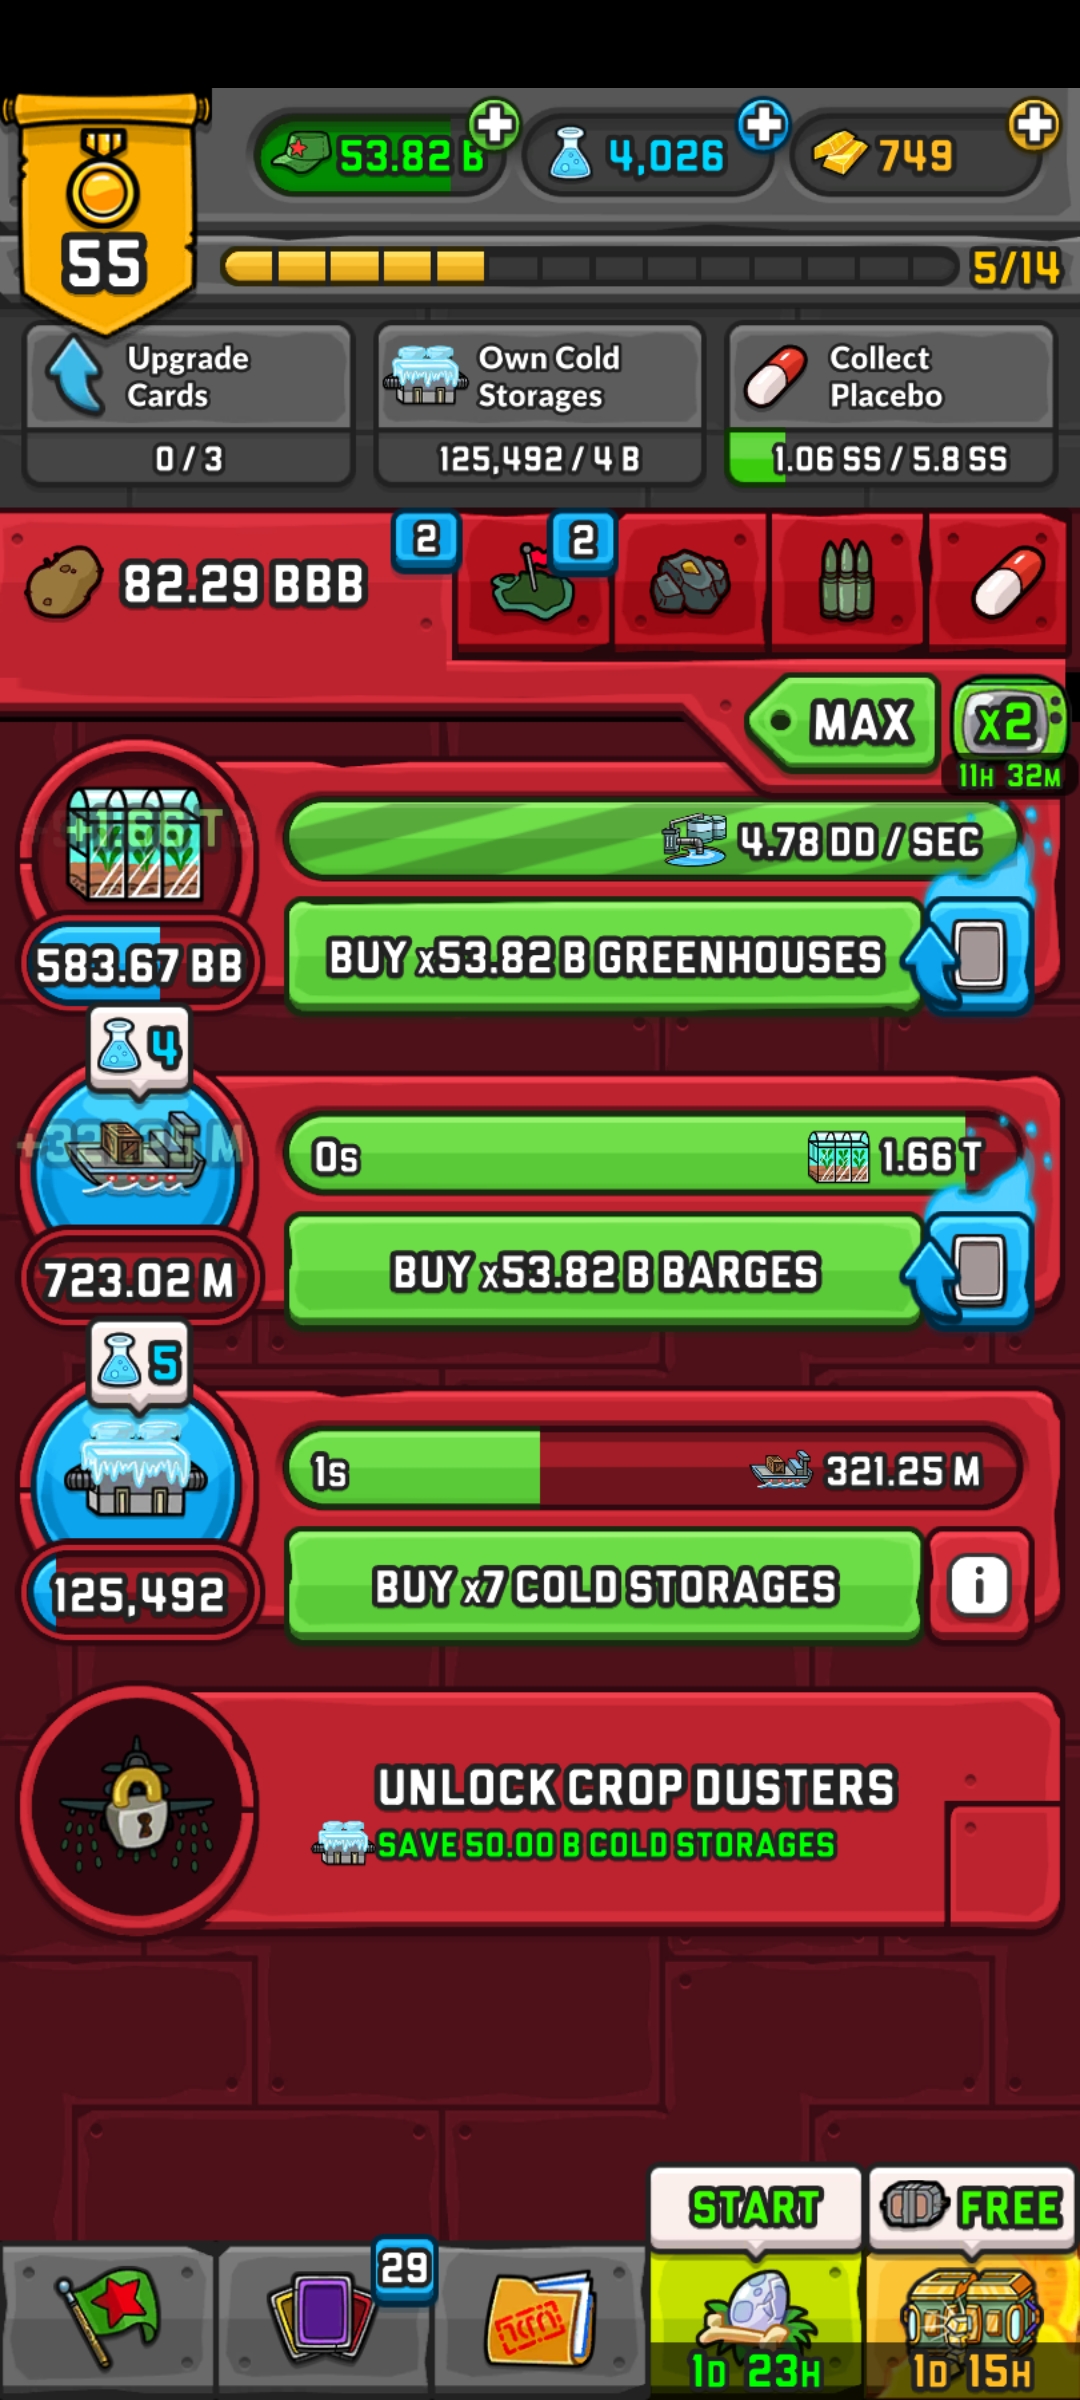 55
53.82 B
4,026
749
5/14
Upgrade
Cards
0 / 3
Own Cold
Storages
125,492 / 4 B
Collect
Placebo
1.06 SS / 5.8 SS
82.29 BBB
2
2
MAX
x2
11H 32M
+1.66 T
4.78 DD / SEC
583.67 BB
BUY x53.82 B GREENHOUSES
4
+321.25 M
0s
1.66 T
723.02 M
BUY x53.82 B BARGES
5
1s
321.25 M
125,492
BUY x7 COLD STORAGES
i
UNLOCK CROP DUSTERS
SAVE 50.00 B COLD STORAGES
START
FREE
29
1D 23H
1D 15H